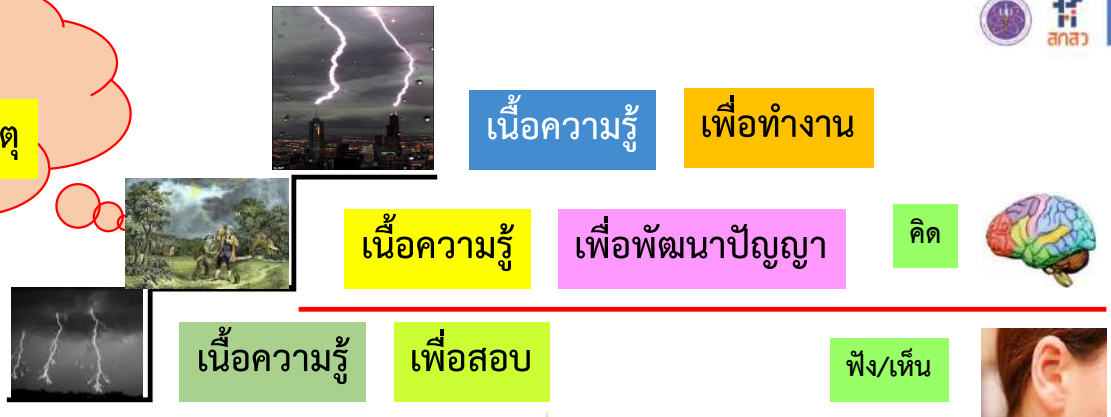 สกสว
เนื้อความรู้ เพื่อทำงาน
เนื้อความรู้ เพื่อพัฒนาปัญญา คิด
เนื้อความรู้ เพื่อสอบ ฟัง/เห็น